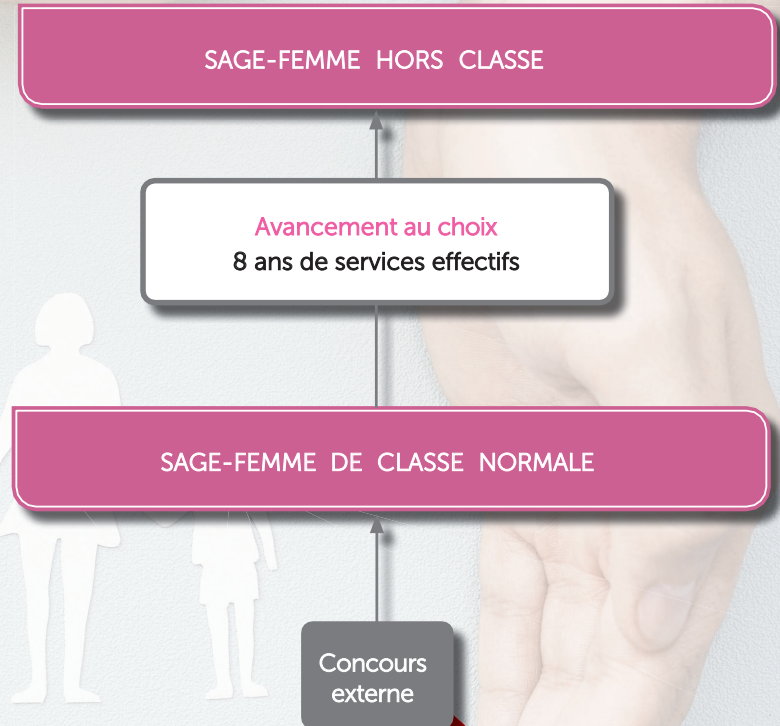 SAGE-FEMME HORS CLASSE
Avancement au choix
8 ans de services effectifs
SAGE-FEMME DE CLASSE NORMALE
Concours
externe